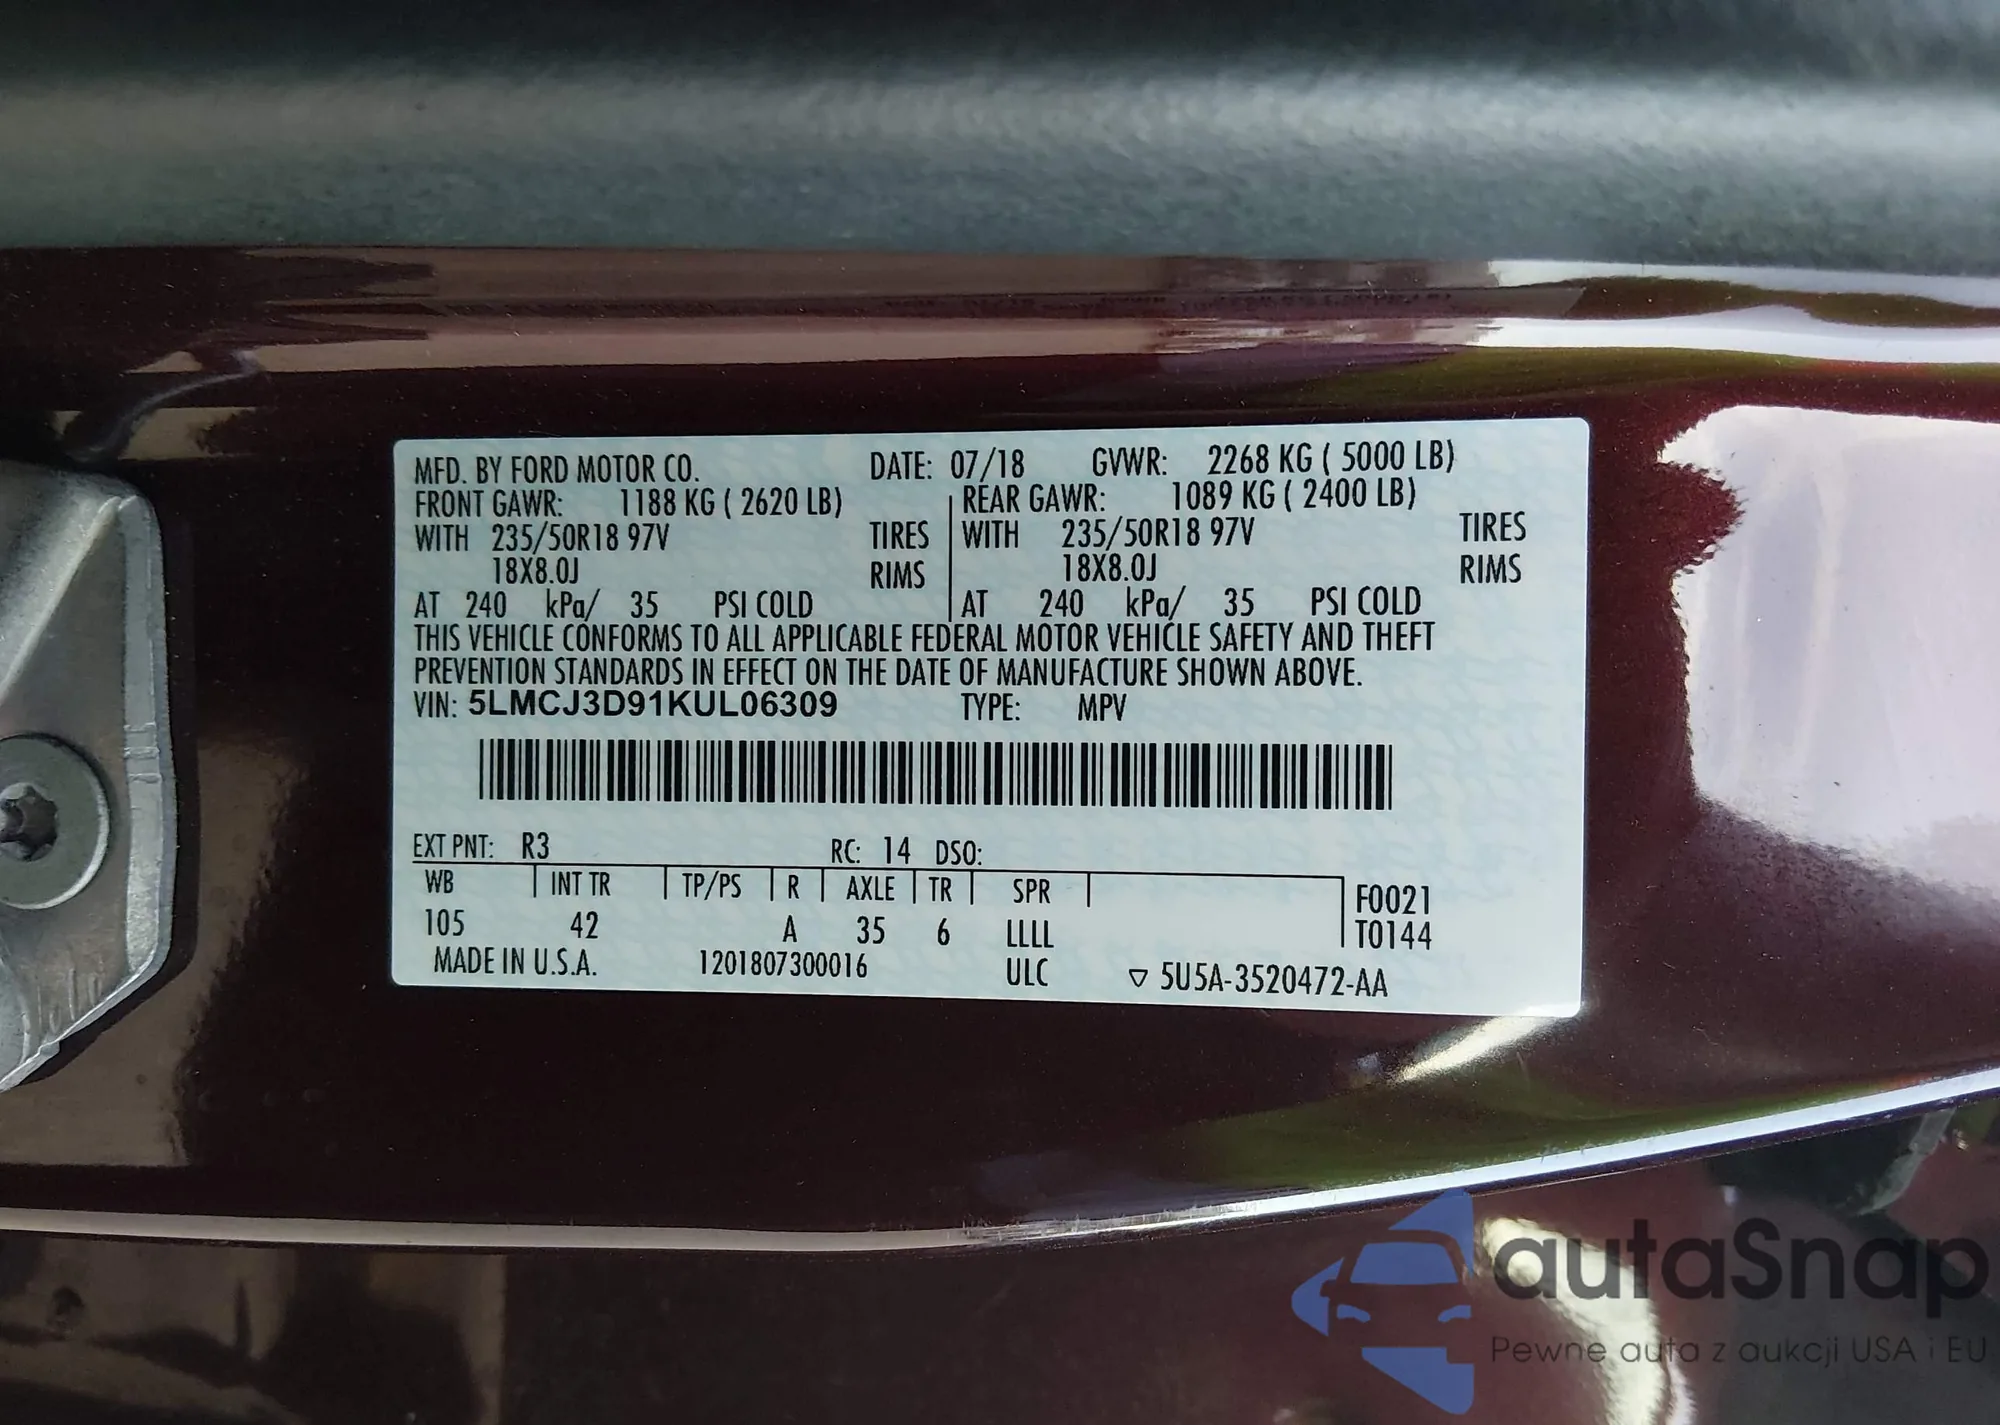 MFD. BY FORD MOTOR CO. DATE: 07/18 GVWR: 2268 KG ( 5000 LB)
FRONT GAWR: 1188 KG ( 2620 LB) REAR GAWR: 1089 KG ( 2400 LB)
WITH 235/50R18 97V TIRES WITH 235/50R18 97V TIRES
18X8.0J RIMS 18X8.0J RIMS
AT 240 kPa/ 35 PSI COLD AT 240 kPa/ 35 PSI COLD
THIS VEHICLE CONFORMS TO ALL APPLICABLE FEDERAL MOTOR VEHICLE SAFETY AND THEFT
PREVENTION STANDARDS IN EFFECT ON THE DATE OF MANUFACTURE SHOWN ABOVE.
VIN: 5LMCJ3D91KUL06309 TYPE: MPV
EXT PNT: R3 RC: 14 DSO:
WB INT TR TP/PS R AXLE TR SPR F0021
105 42 A 35 6 LLLL T0144
MADE IN U.S.A. 1201807300016 ULC ▽ 5U5A-3520472-AA
autaSnap
Pewne auta z aukcji USA i EU